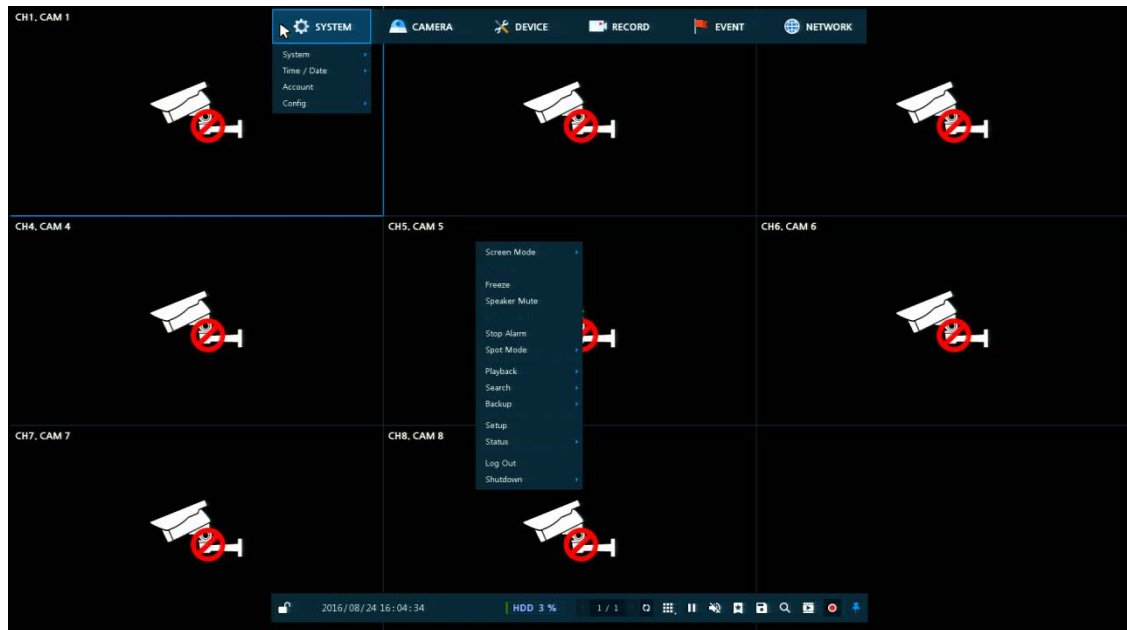 CH1, CAM 1
SYSTEM
CAMERA
DEVICE
RECORD
EVENT
NETWORK
System
Time / Date
Account
Config
CH4, CAM 4
CH5, CAM 5
CH6, CAM 6
Screen Mode
Freeze
Speaker Mute
Stop Alarm
Spot Mode
Playback
Search
Backup
Setup
Status
Log Out
Shutdown
CH7, CAM 7
CH8, CAM 8
2016/08/24 16:04:34
HDD 3 %
1 / 1